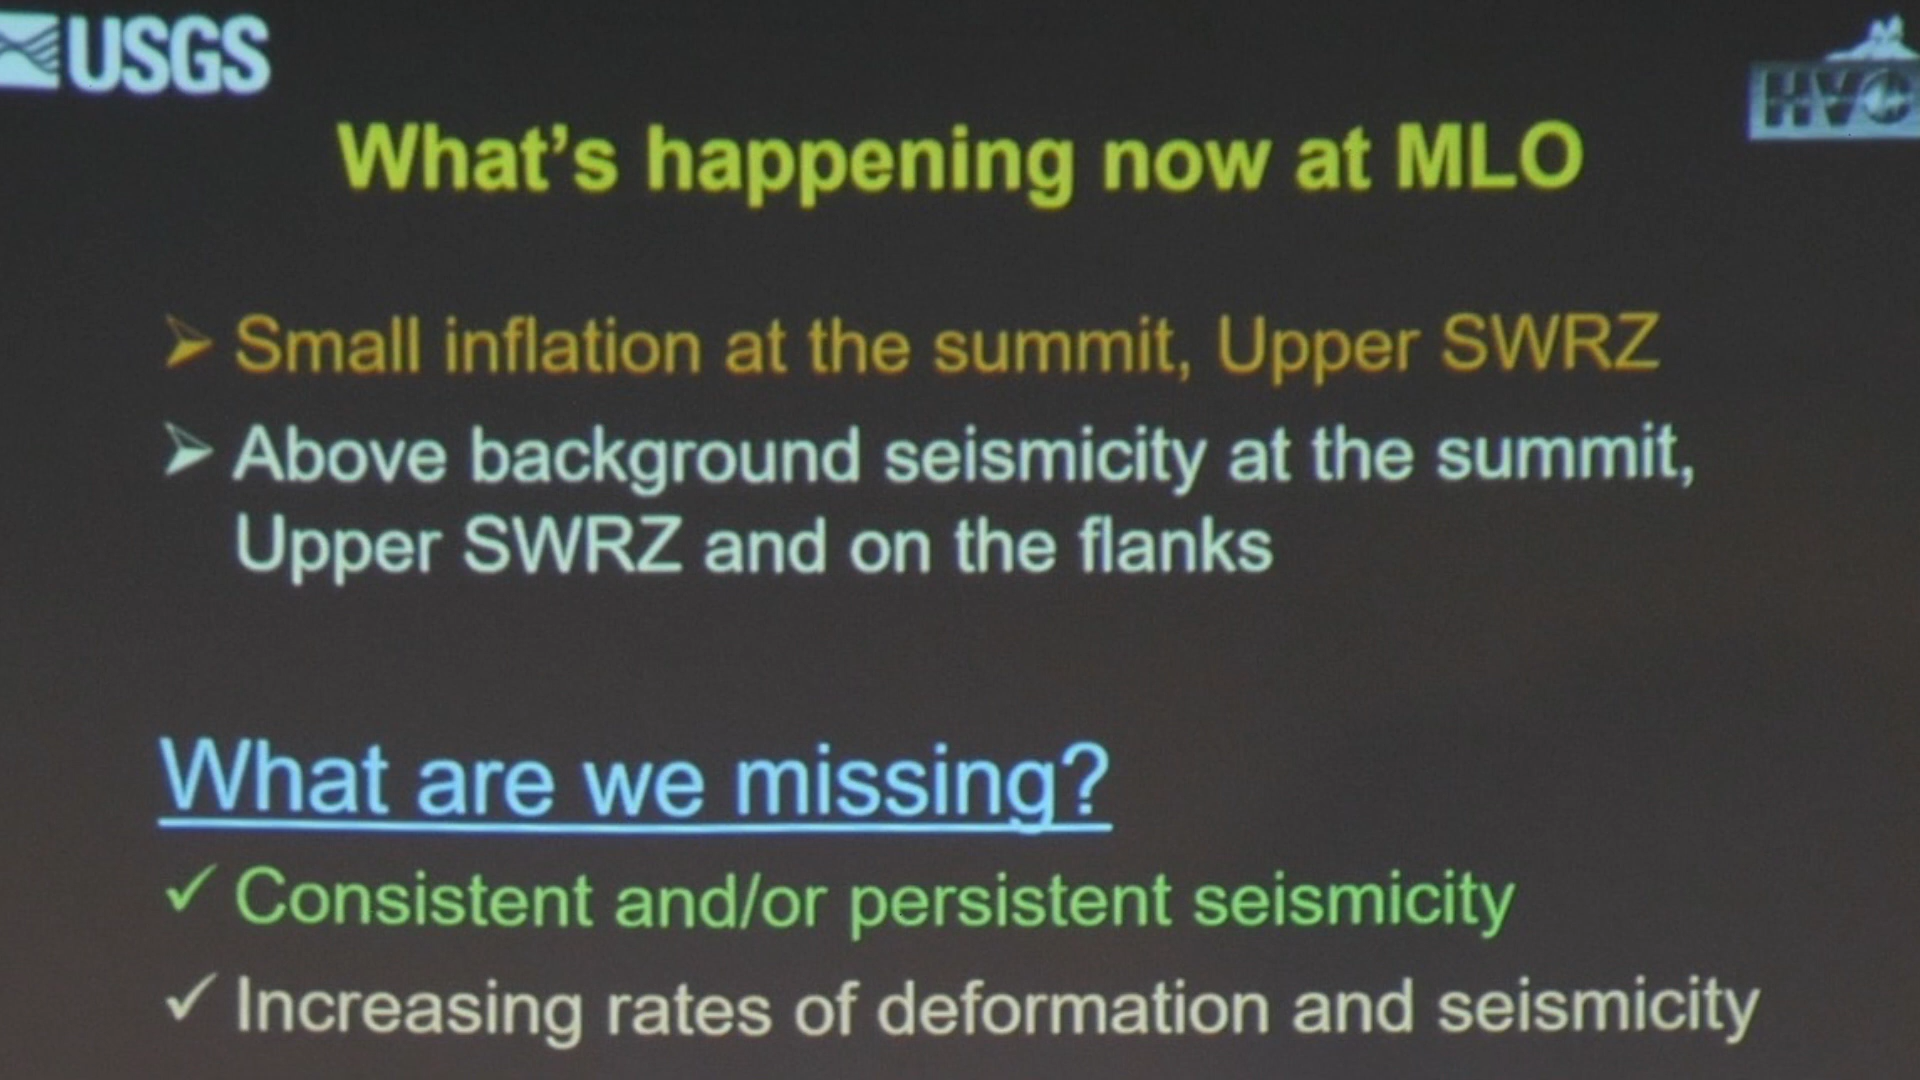 USGS
HVO
What's happening now at MLO
Small inflation at the summit, Upper SWRZ
Above background seismicity at the summit,
Upper SWRZ and on the flanks
What are we missing?
Consistent and/or persistent seismicity
Increasing rates of deformation and seismicity